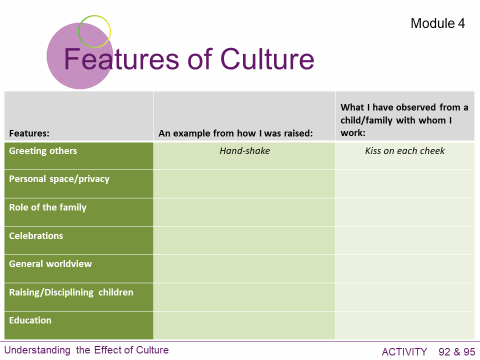 Module 4
Features of Culture
What I have observed from a
child/family with whom I
Features: An example from how I was raised: work:
Greeting others Hand-shake Kiss on each cheek
Personal space/privacy
Role of the family
Celebrations
General worldview
Raising/Disciplining children
Education
Understanding the Effect of Culture ACTIVITY 92 & 95